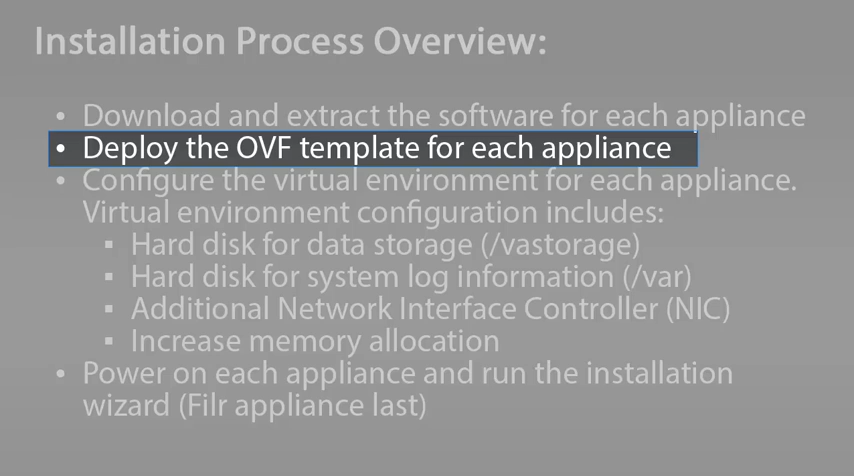 Installation Process Overview:
• Download and extract the software for each appliance
• Deploy the OVF template for each appliance
• Configure the virtual environment for each appliance.
Virtual environment configuration includes:
▪ Hard disk for data storage (/vastorage)
▪ Hard disk for system log information (/var)
▪ Additional Network Interface Controller (NIC)
▪ Increase memory allocation
• Power on each appliance and run the installation
wizard (Filr appliance last)